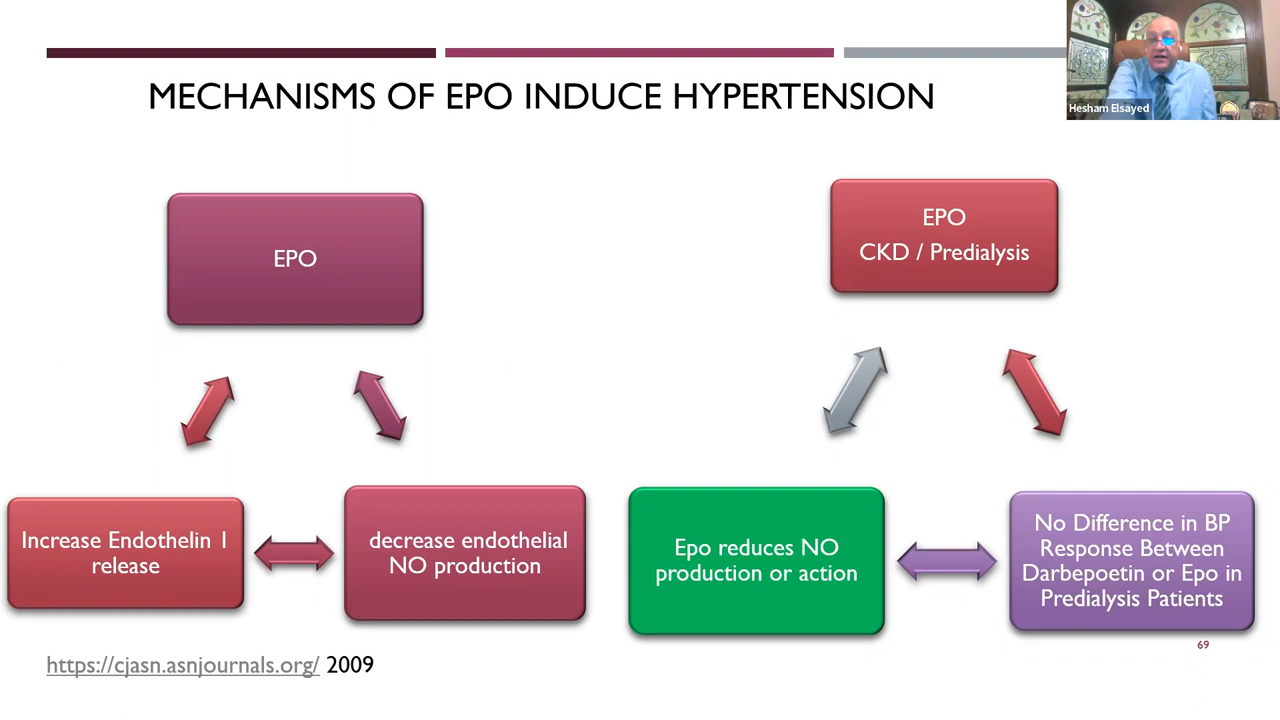 MECHANISMS OF EPO INDUCE HYPERTENSION
Hesham Elsayed
EPO
Increase Endothelin 1
release
decrease endothelial
NO production
EPO
CKD / Predialysis
Epo reduces NO
production or action
No Difference in BP
Response Between
Darbepoetin or Epo in
Predialysis Patients
69
https://cjasn.asnjournals.org/ 2009